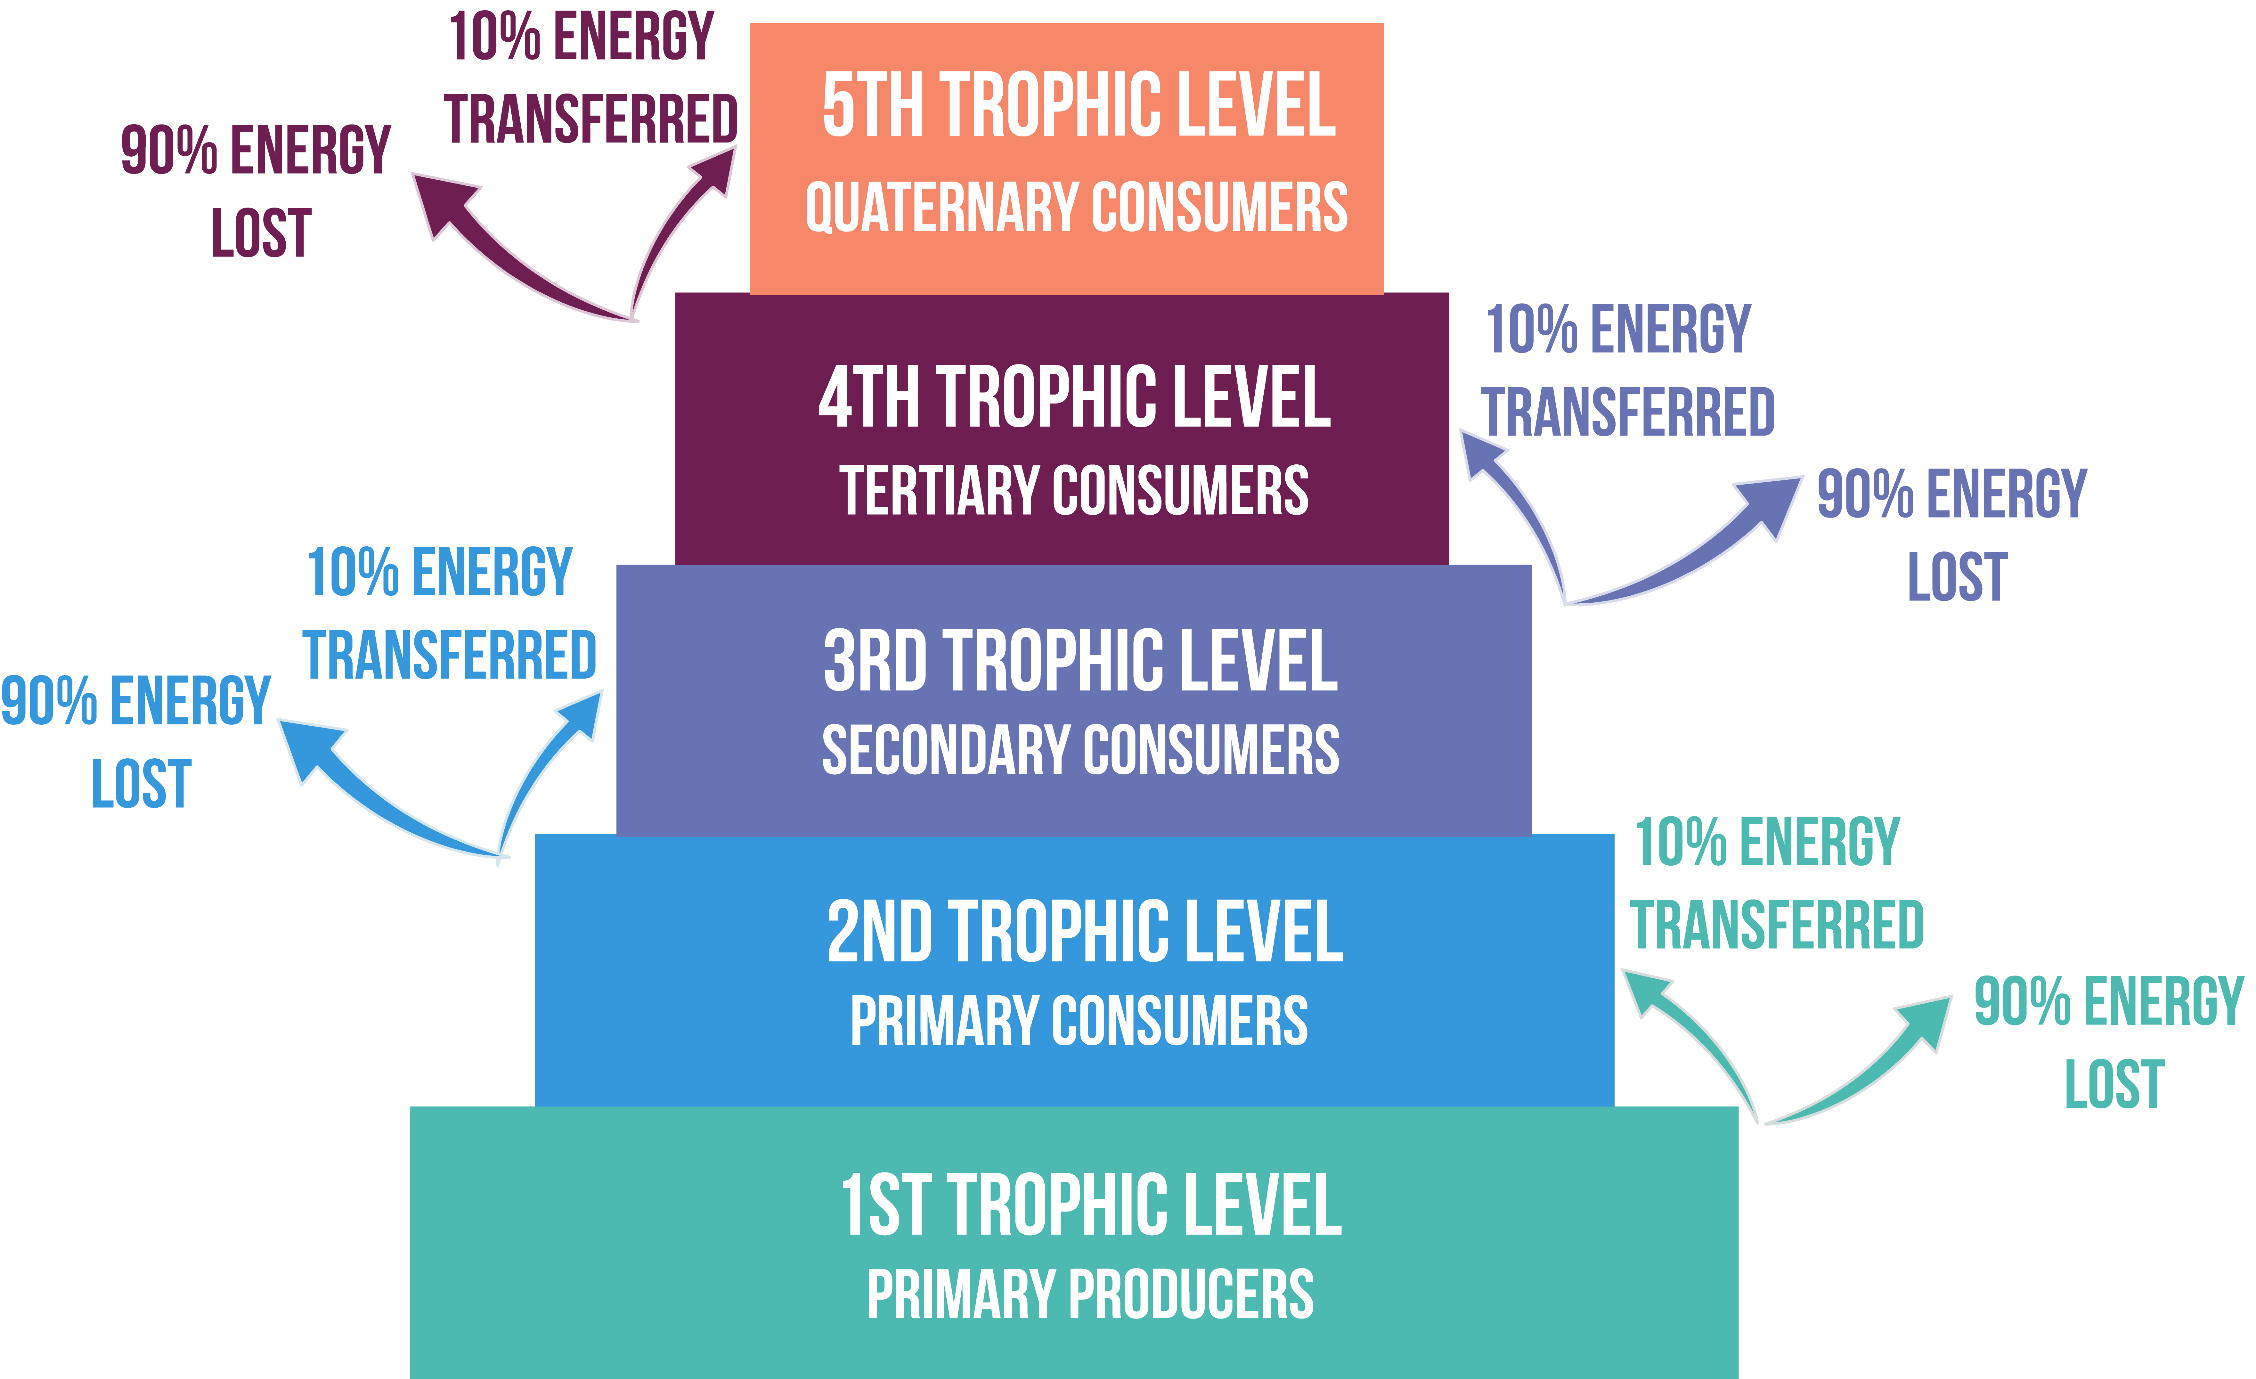 10% ENERGY
TRANSFERRED
90% ENERGY
LOST
5TH TROPHIC LEVEL
QUATERNARY CONSUMERS
10% ENERGY
TRANSFERRED
90% ENERGY
LOST
4TH TROPHIC LEVEL
TERTIARY CONSUMERS
10% ENERGY
TRANSFERRED
90% ENERGY
LOST
3RD TROPHIC LEVEL
SECONDARY CONSUMERS
10% ENERGY
TRANSFERRED
90% ENERGY
LOST
2ND TROPHIC LEVEL
PRIMARY CONSUMERS
1ST TROPHIC LEVEL
PRIMARY PRODUCERS